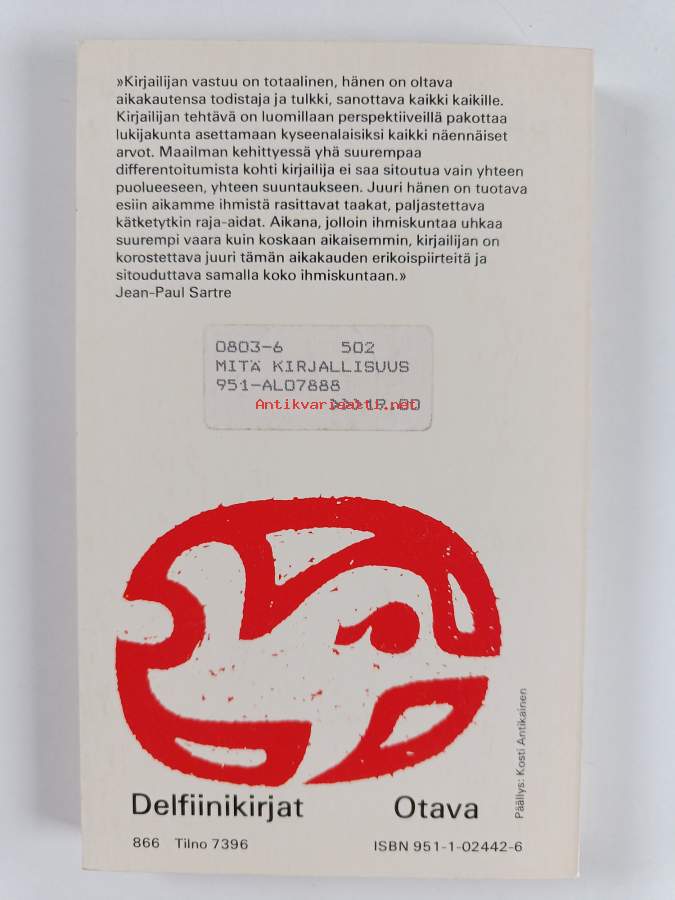 »Kirjailijan vastuu on totaalinen, hänen on oltava
aikakautensa todistaja ja tulkki, sanottava kaikki kaikille.
Kirjailijan tehtävä on luomillaan perspektiiveillä pakottaa
lukijakunta asettamaan kyseenalaisiksi kaikki näennäiset
arvot. Maailman kehittyessä yhä suurempaa
differentoitumista kohti kirjailija ei saa sitoutua vain yhteen
puolueeseen, yhteen suuntaukseen. Juuri hänen on tuotava
esiin aikamme ihmistä rasittavat taakat, paljastettava
kätketytkin raja-aidat. Aikana, jolloin ihmiskuntaa uhkaa
suurempi vaara kuin koskaan aikaisemmin, kirjailijan on
korostettava juuri tämän aikakauden erikoispiirteitä ja
sitouduttava samalla koko ihmiskuntaan.»
Jean-Paul Sartre
0803-6 502
MITÄ KIRJALLISUUS
951-AL07888
Antikvariaatti.net
Delfiinikirjat Otava
866 Tilno 7396 ISBN 951-1-02442-6
Päällys: Kosti Antikainen